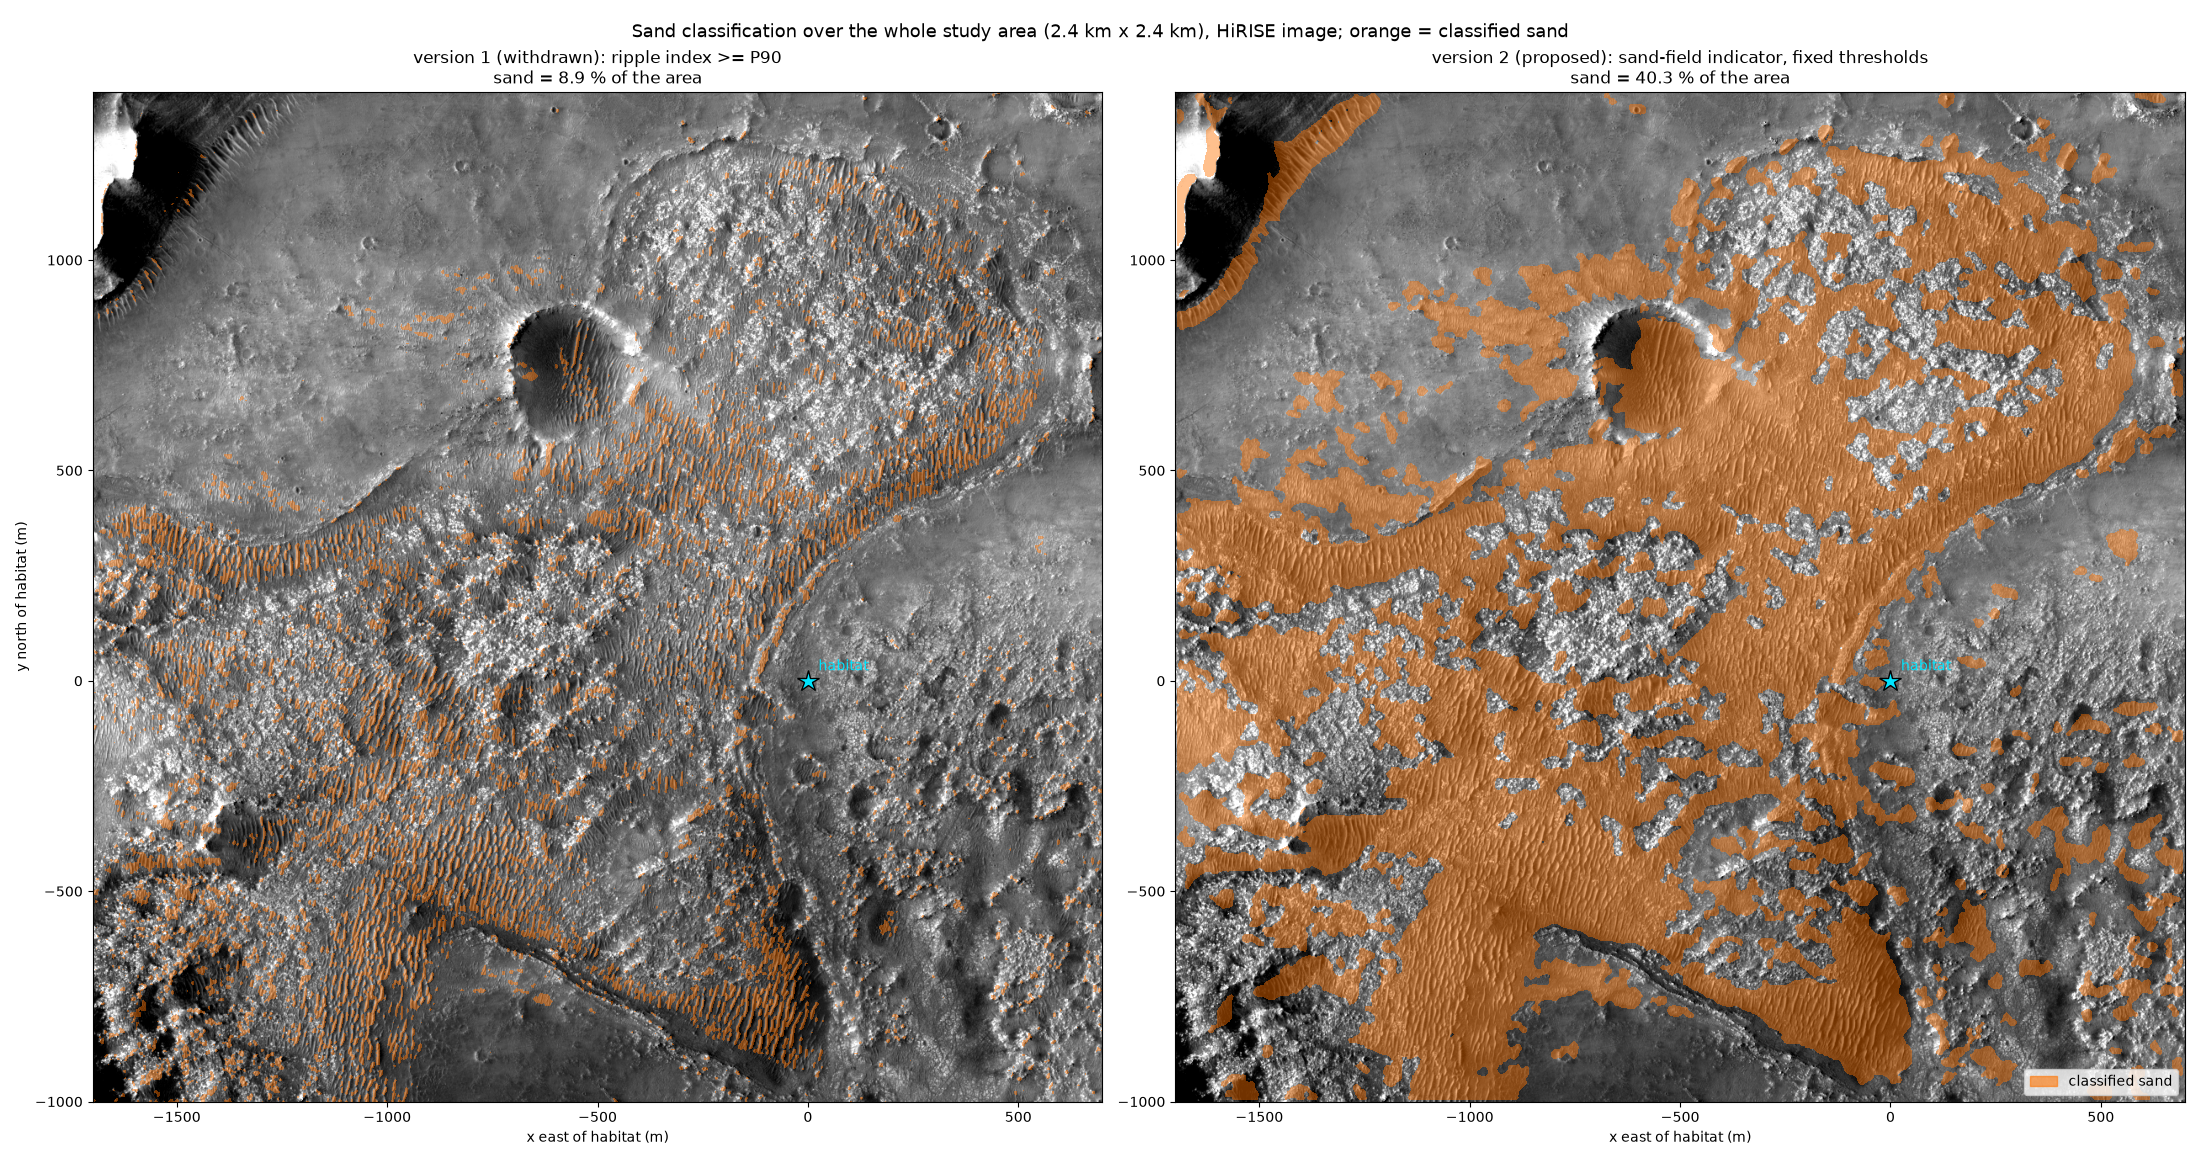 Sand classification over the whole study area (2.4 km x 2.4 km), HiRISE image; orange = classified sand
version 1 (withdrawn): ripple index >= P90
sand = 8.9 % of the area
version 2 (proposed): sand-field indicator, fixed thresholds
sand = 40.3 % of the area
y north of habitat (m)
1000
500
0
−500
−1000
−1500
−1000
−500
0
500
x east of habitat (m)
habitat
1000
500
0
−500
−1000
−1500
−1000
−500
0
500
x east of habitat (m)
habitat
classified sand